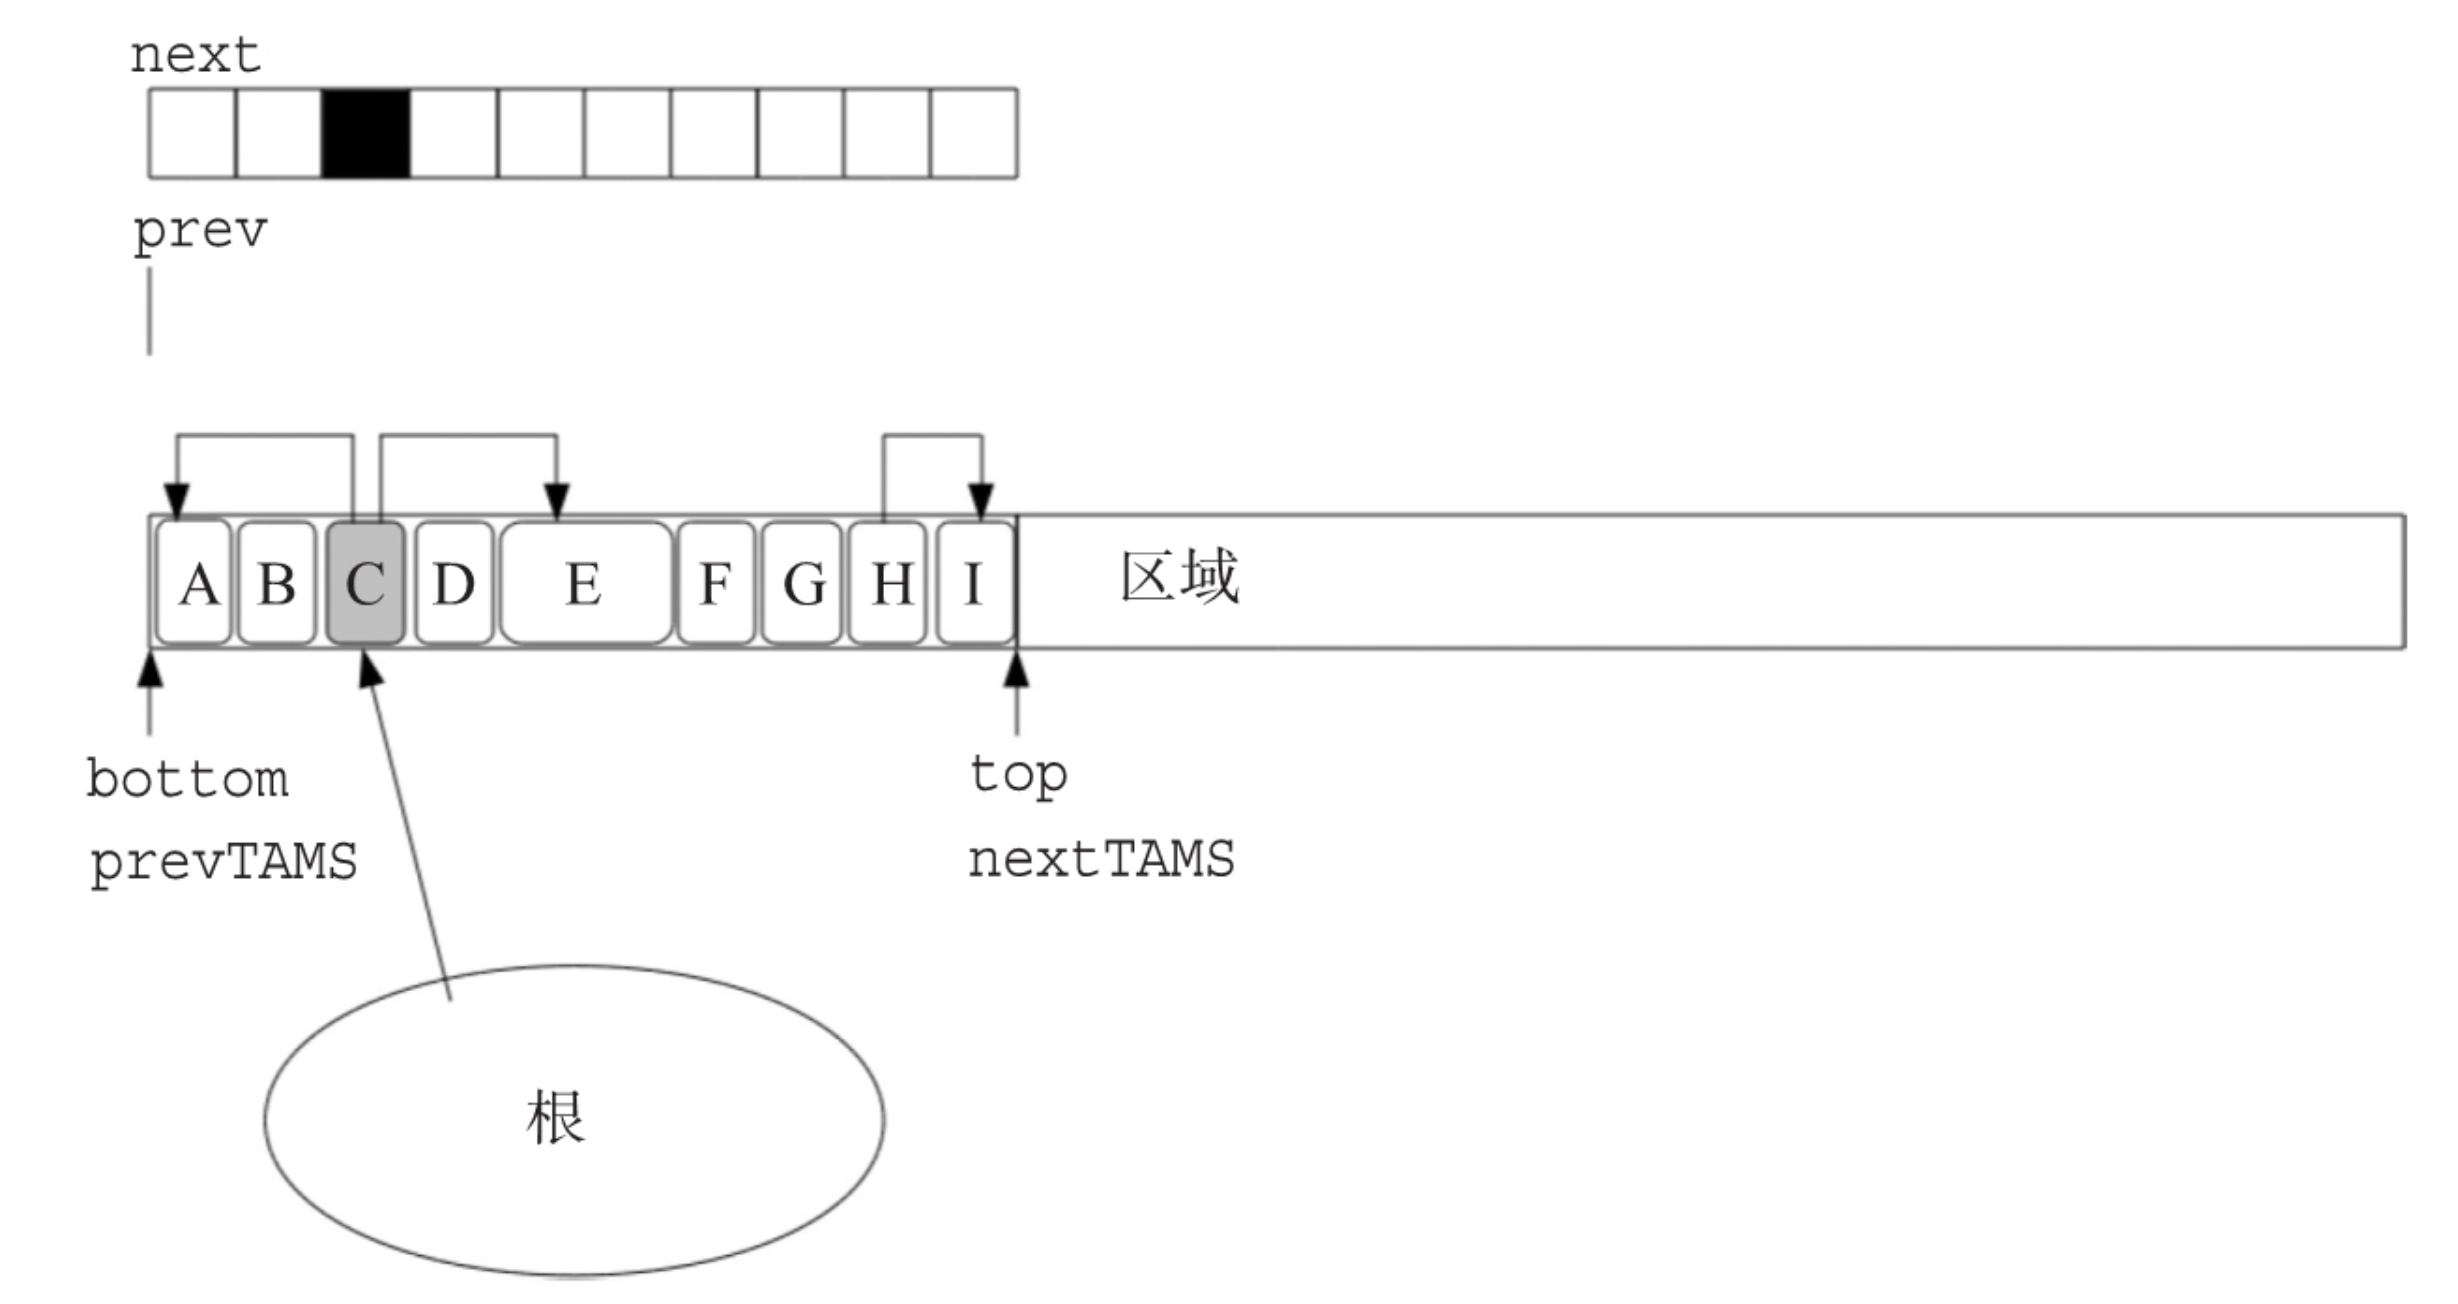 next
prev
A B C D E F G H I 区域
bottom top
prevTAMS nextTAMS
根